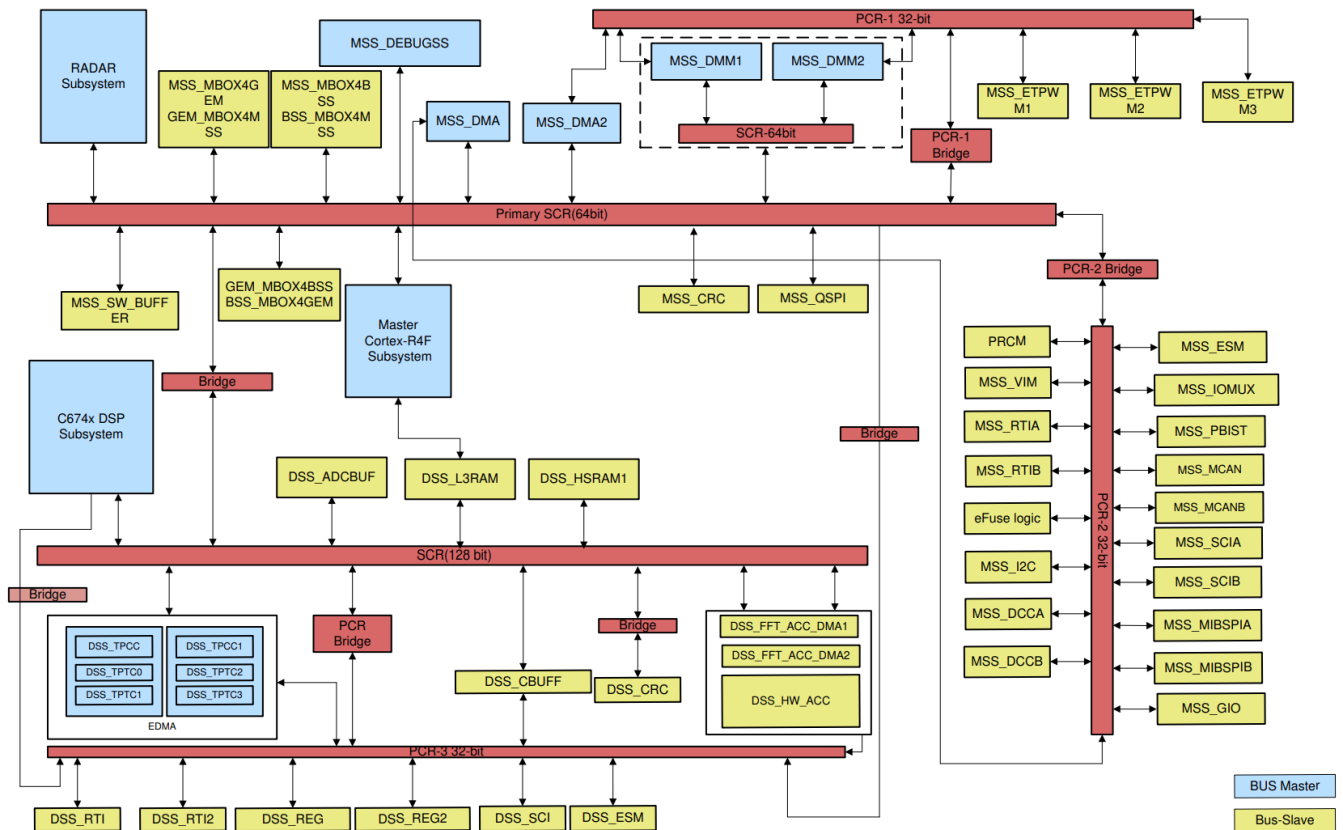 PCR-1 32-bit
RADAR
Subsystem
MSS_DEBUGSS
MSS_DMM1
MSS_DMM2
MSS_MBOX4G
EM
GEM_MBOX4M
SS
MSS_MBOX4B
SS
BSS_MBOX4M
SS
MSS_DMA
MSS_DMA2
SCR-64bit
PCR-1
Bridge
MSS_ETPW
M1
MSS_ETPW
M2
MSS_ETPW
M3
Primary SCR(64bit)
PCR-2 Bridge
MSS_SW_BUFF
ER
GEM_MBOX4BSS
BSS_MBOX4GEM
Master
Cortex-R4F
Subsystem
MSS_CRC
MSS_QSPI
C674x DSP
Subsystem
Bridge
Bridge
PRCM
MSS_VIM
MSS_RTIA
MSS_RTIB
eFuse logic
MSS_I2C
MSS_DCCA
MSS_DCCB
PCR-2 32-bit
MSS_ESM
MSS_IOMUX
MSS_PBIST
MSS_MCAN
MSS_MCANB
MSS_SCIA
MSS_SCIB
MSS_MIBSPIA
MSS_MIBSPIB
MSS_GIO
DSS_ADCBUF
DSS_L3RAM
DSS_HSRAM1
SCR(128 bit)
Bridge
DSS_TPCC
DSS_TPTC0
DSS_TPTC1
DSS_TPCC1
DSS_TPTC2
DSS_TPTC3
EDMA
PCR
Bridge
DSS_CBUFF
Bridge
DSS_CRC
DSS_FFT_ACC_DMA1
DSS_FFT_ACC_DMA2
DSS_HW_ACC
PCR-3 32-bit
DSS_RTI
DSS_RTI2
DSS_REG
DSS_REG2
DSS_SCI
DSS_ESM
BUS Master
Bus-Slave